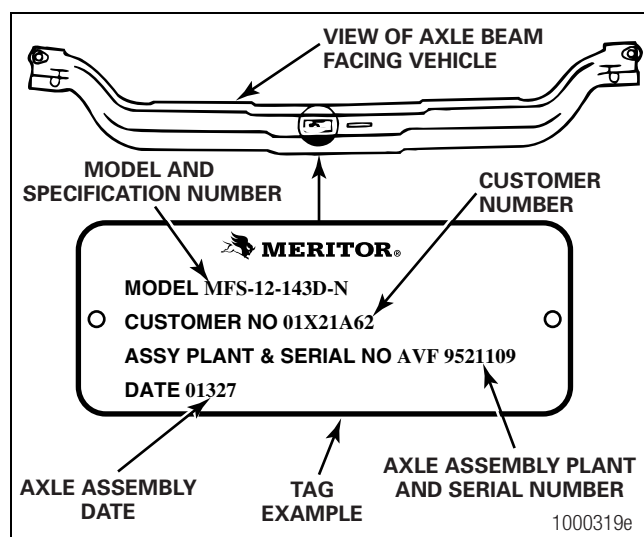 VIEW OF AXLE BEAM
FACING VEHICLE
MODEL AND
SPECIFICATION NUMBER
CUSTOMER
NUMBER
MERITOR®
MODEL MFS-12-143D-N
CUSTOMER NO 01X21A62
ASSY PLANT & SERIAL NO AVF 9521109
DATE 01327
AXLE ASSEMBLY
DATE
TAG
EXAMPLE
AXLE ASSEMBLY PLANT
AND SERIAL NUMBER
1000319e